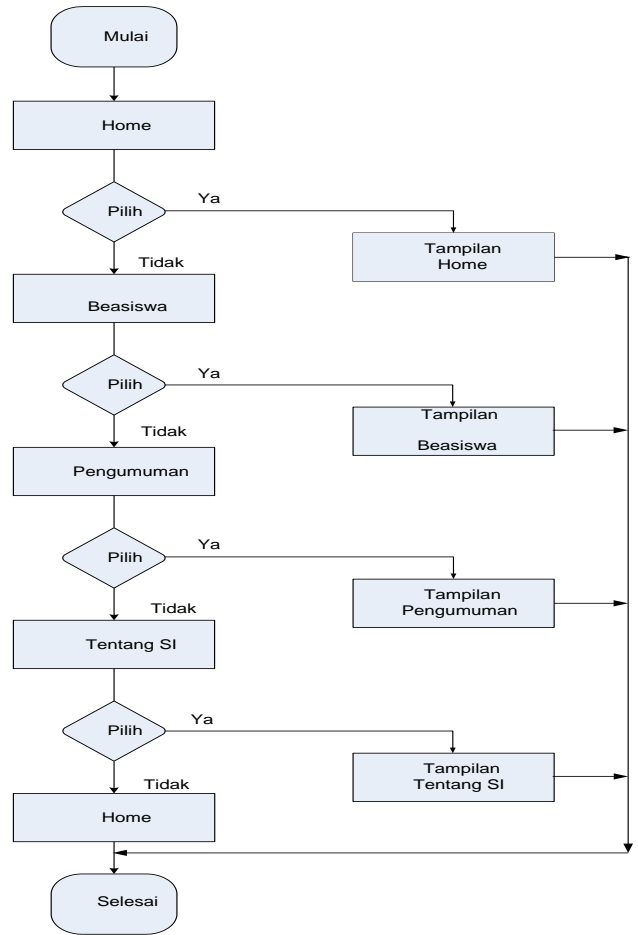 Mulai
Home
Pilih
Ya
Tampilan
Home
Tidak
Beasiswa
Pilih
Ya
Tampilan
Beasiswa
Tidak
Pengumuman
Pilih
Ya
Tampilan
Pengumuman
Tidak
Tentang SI
Pilih
Ya
Tampilan
Tentang SI
Tidak
Home
Selesai